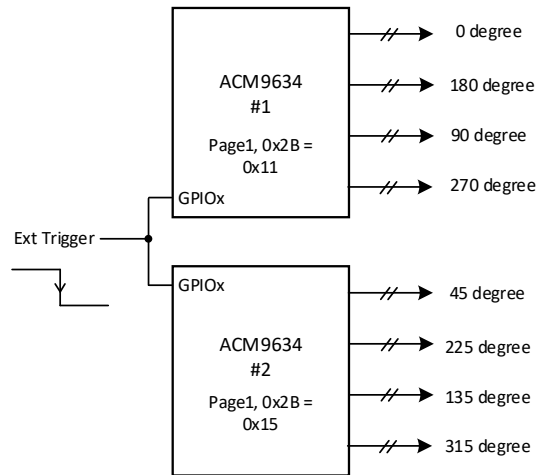 ACM9634
#1
Page1, 0x2B =
0x11
GPIOx
0 degree
180 degree
90 degree
270 degree
Ext Trigger
GPIOx
ACM9634
#2
Page1, 0x2B =
0x15
45 degree
225 degree
135 degree
315 degree